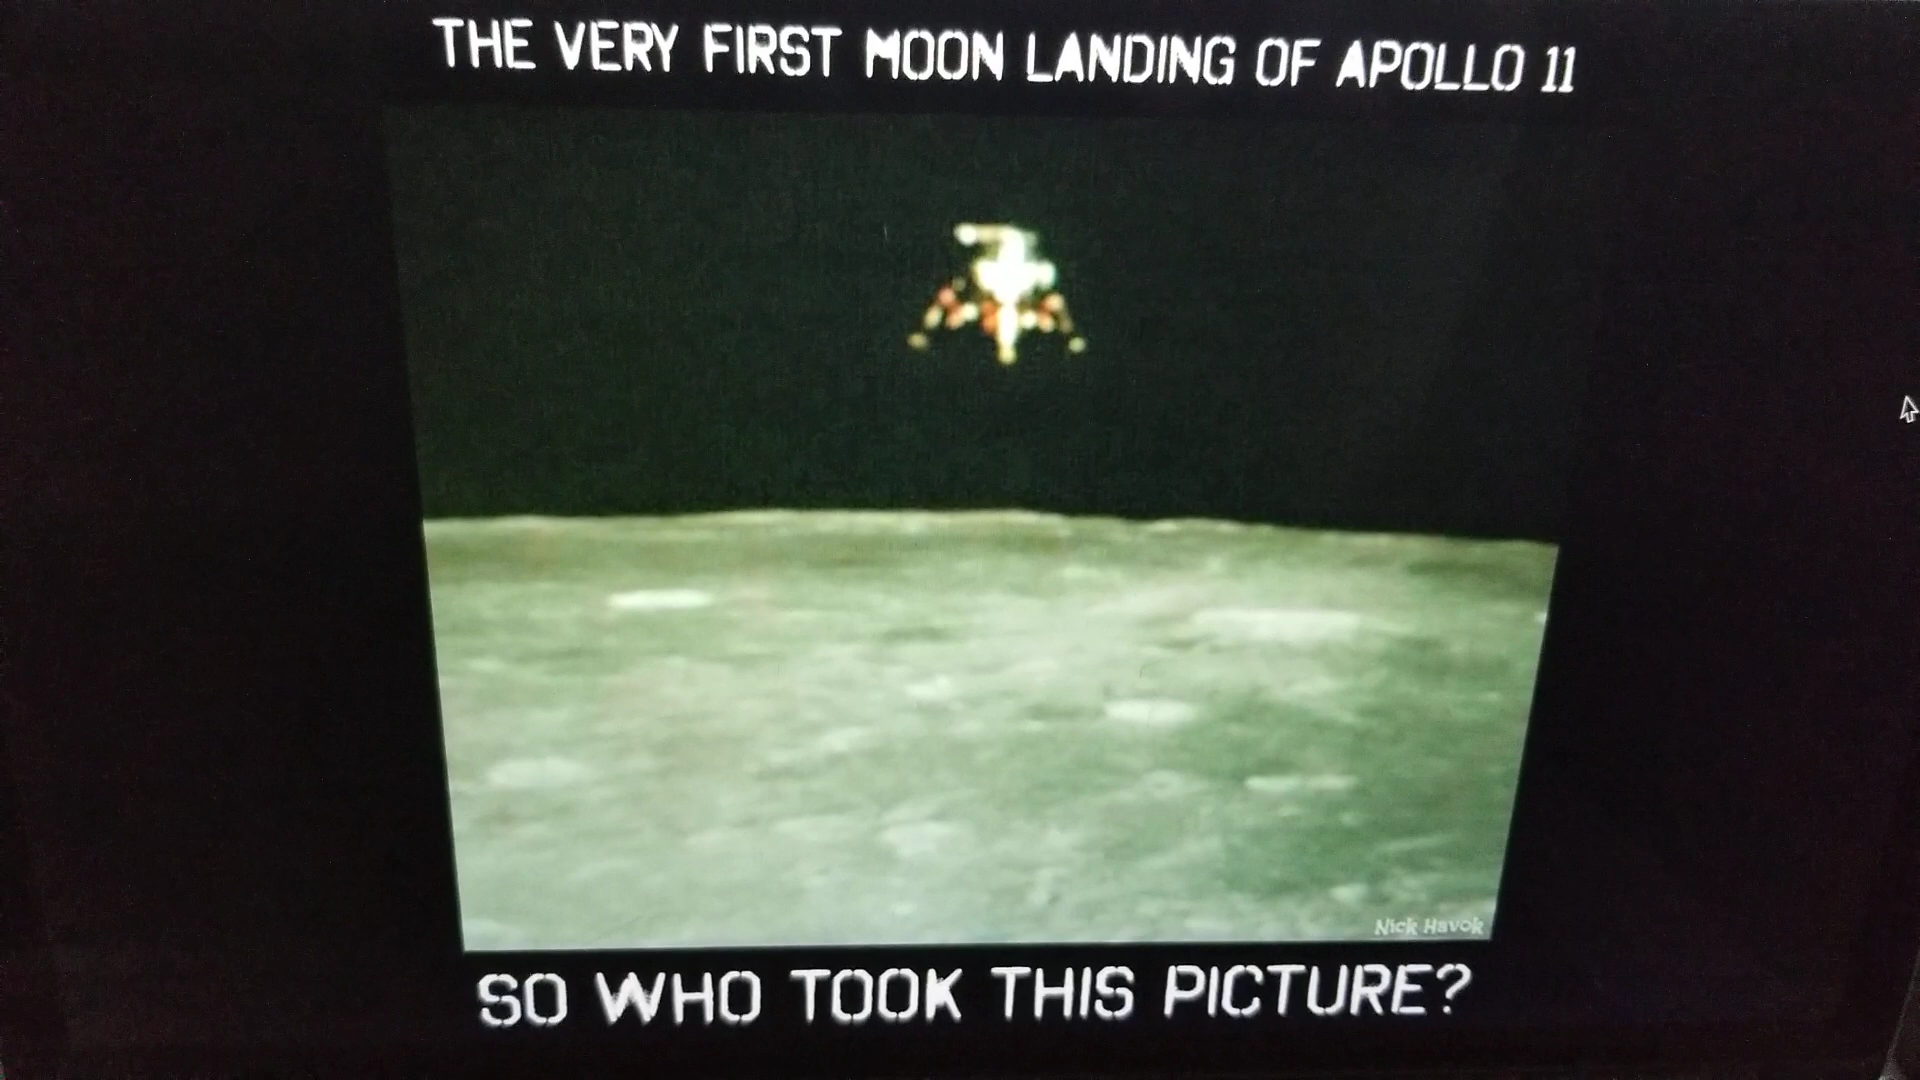 THE VERY FIRST MOON LANDING OF APOLLO 11
Nick Havok
SO WHO TOOK THIS PICTURE?